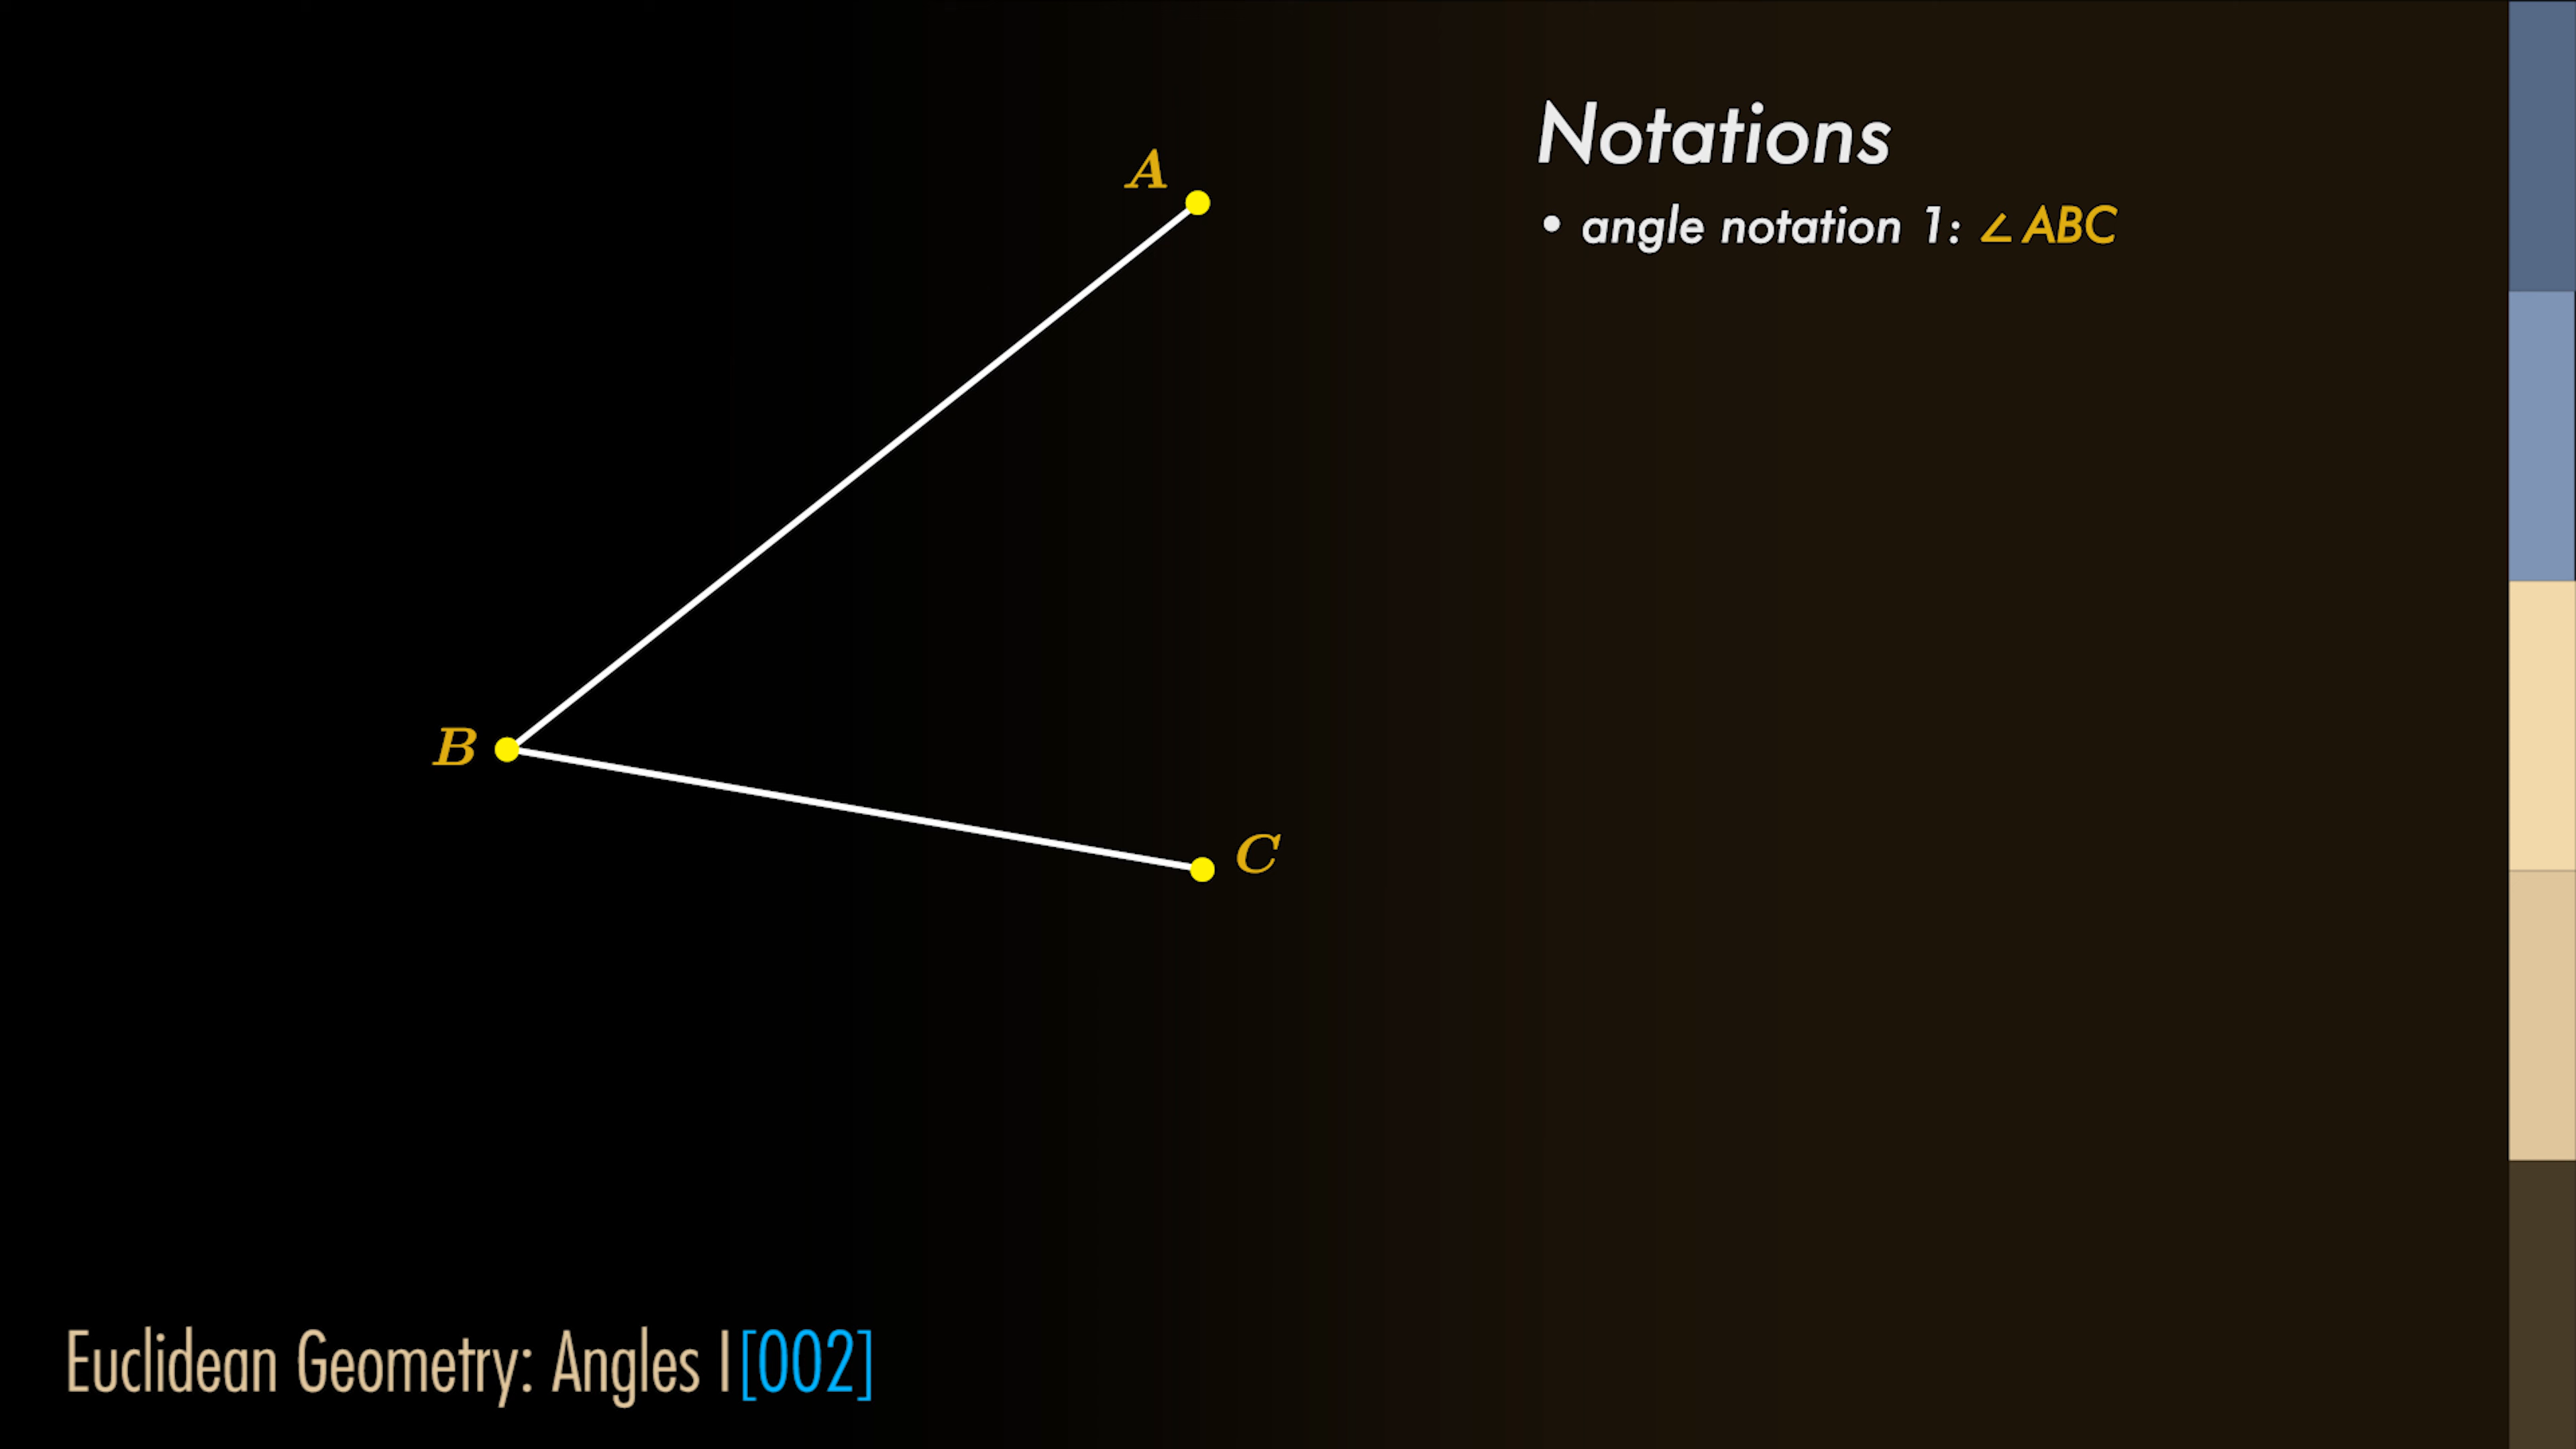 Notations
• angle notation 1: ∠ABC
A
B
C
Euclidean Geometry: Angles I [002]